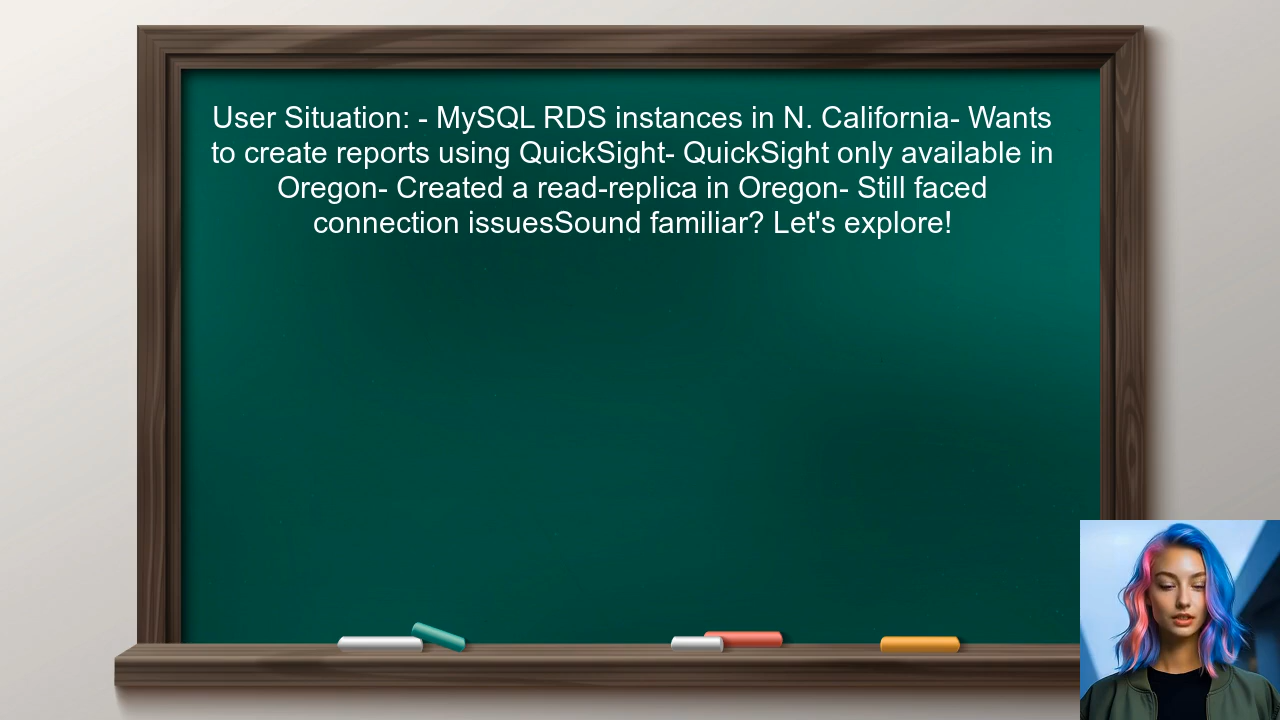 User Situation: - MySQL RDS instances in N. California- Wants
to create reports using QuickSight- QuickSight only available in
Oregon- Created a read-replica in Oregon- Still faced
connection issuesSound familiar? Let's explore!